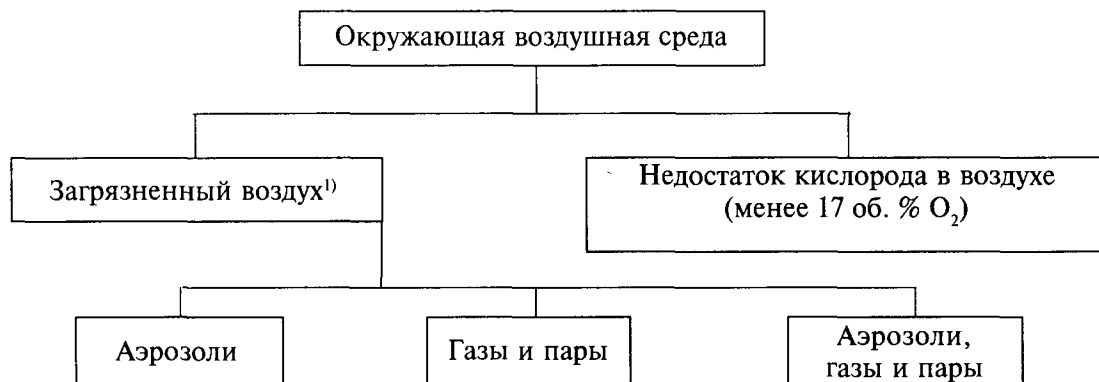 Окружающая воздушная среда
Загрязненный воздух¹⁾
Недостаток кислорода в воздухе
(менее 17 об. % O₂)
Аэрозоли
Газы и пары
Аэрозоли,
газы и пары